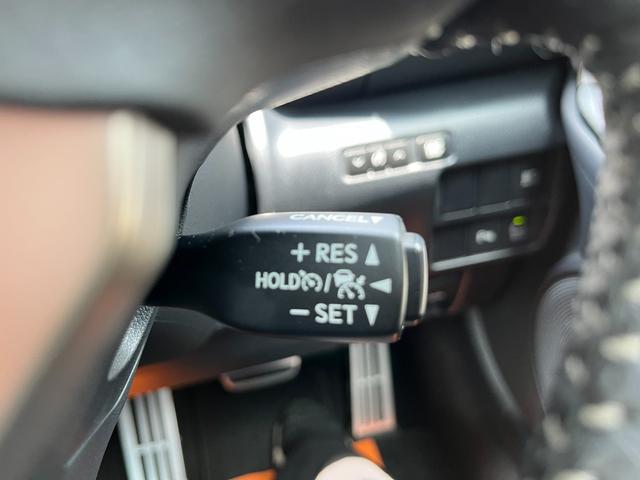 CANCEL
+ RES
HOLD /
− SET